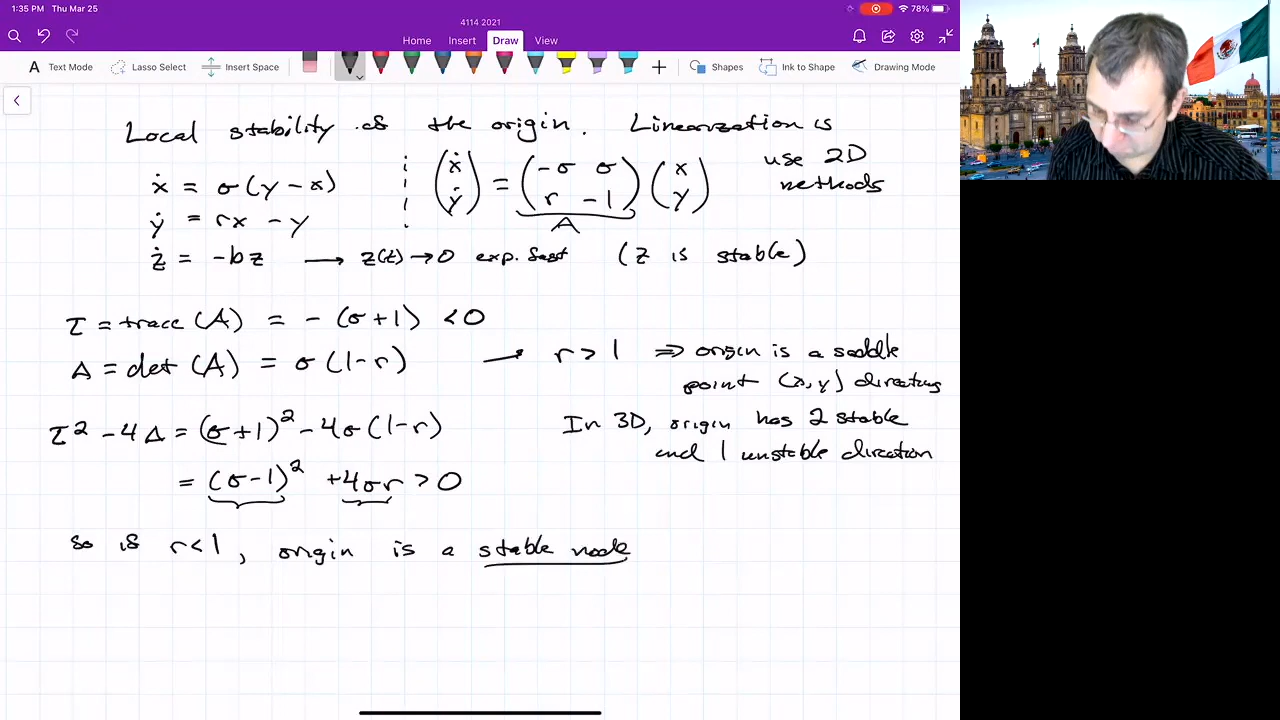 1:35 PM Thu Mar 25
78%
4114 2021
Home Insert Draw View
Text Mode Lasso Select Insert Space Shapes Ink to Shape Drawing Mode
Local stability of the origin. Linearization is
ẋ = σ(y - x)
ẏ = rx - y
ż = -bz → z(t) → 0 exp. fast (z is stable)
(ẋ ẏ) = (-σ σ r -1) (x y)
A
use 2D
methods
τ = trace(A) = -(σ+1) < 0
Δ = det(A) = σ(1-r) → r > 1 ⇒ origin is a saddle
point (x,y) directions
τ² - 4Δ = (σ+1)² - 4σ(1-r)
In 3D, origin has 2 stable
and 1 unstable direction
= (σ-1)² + 4σr > 0
so if r < 1, origin is a stable node